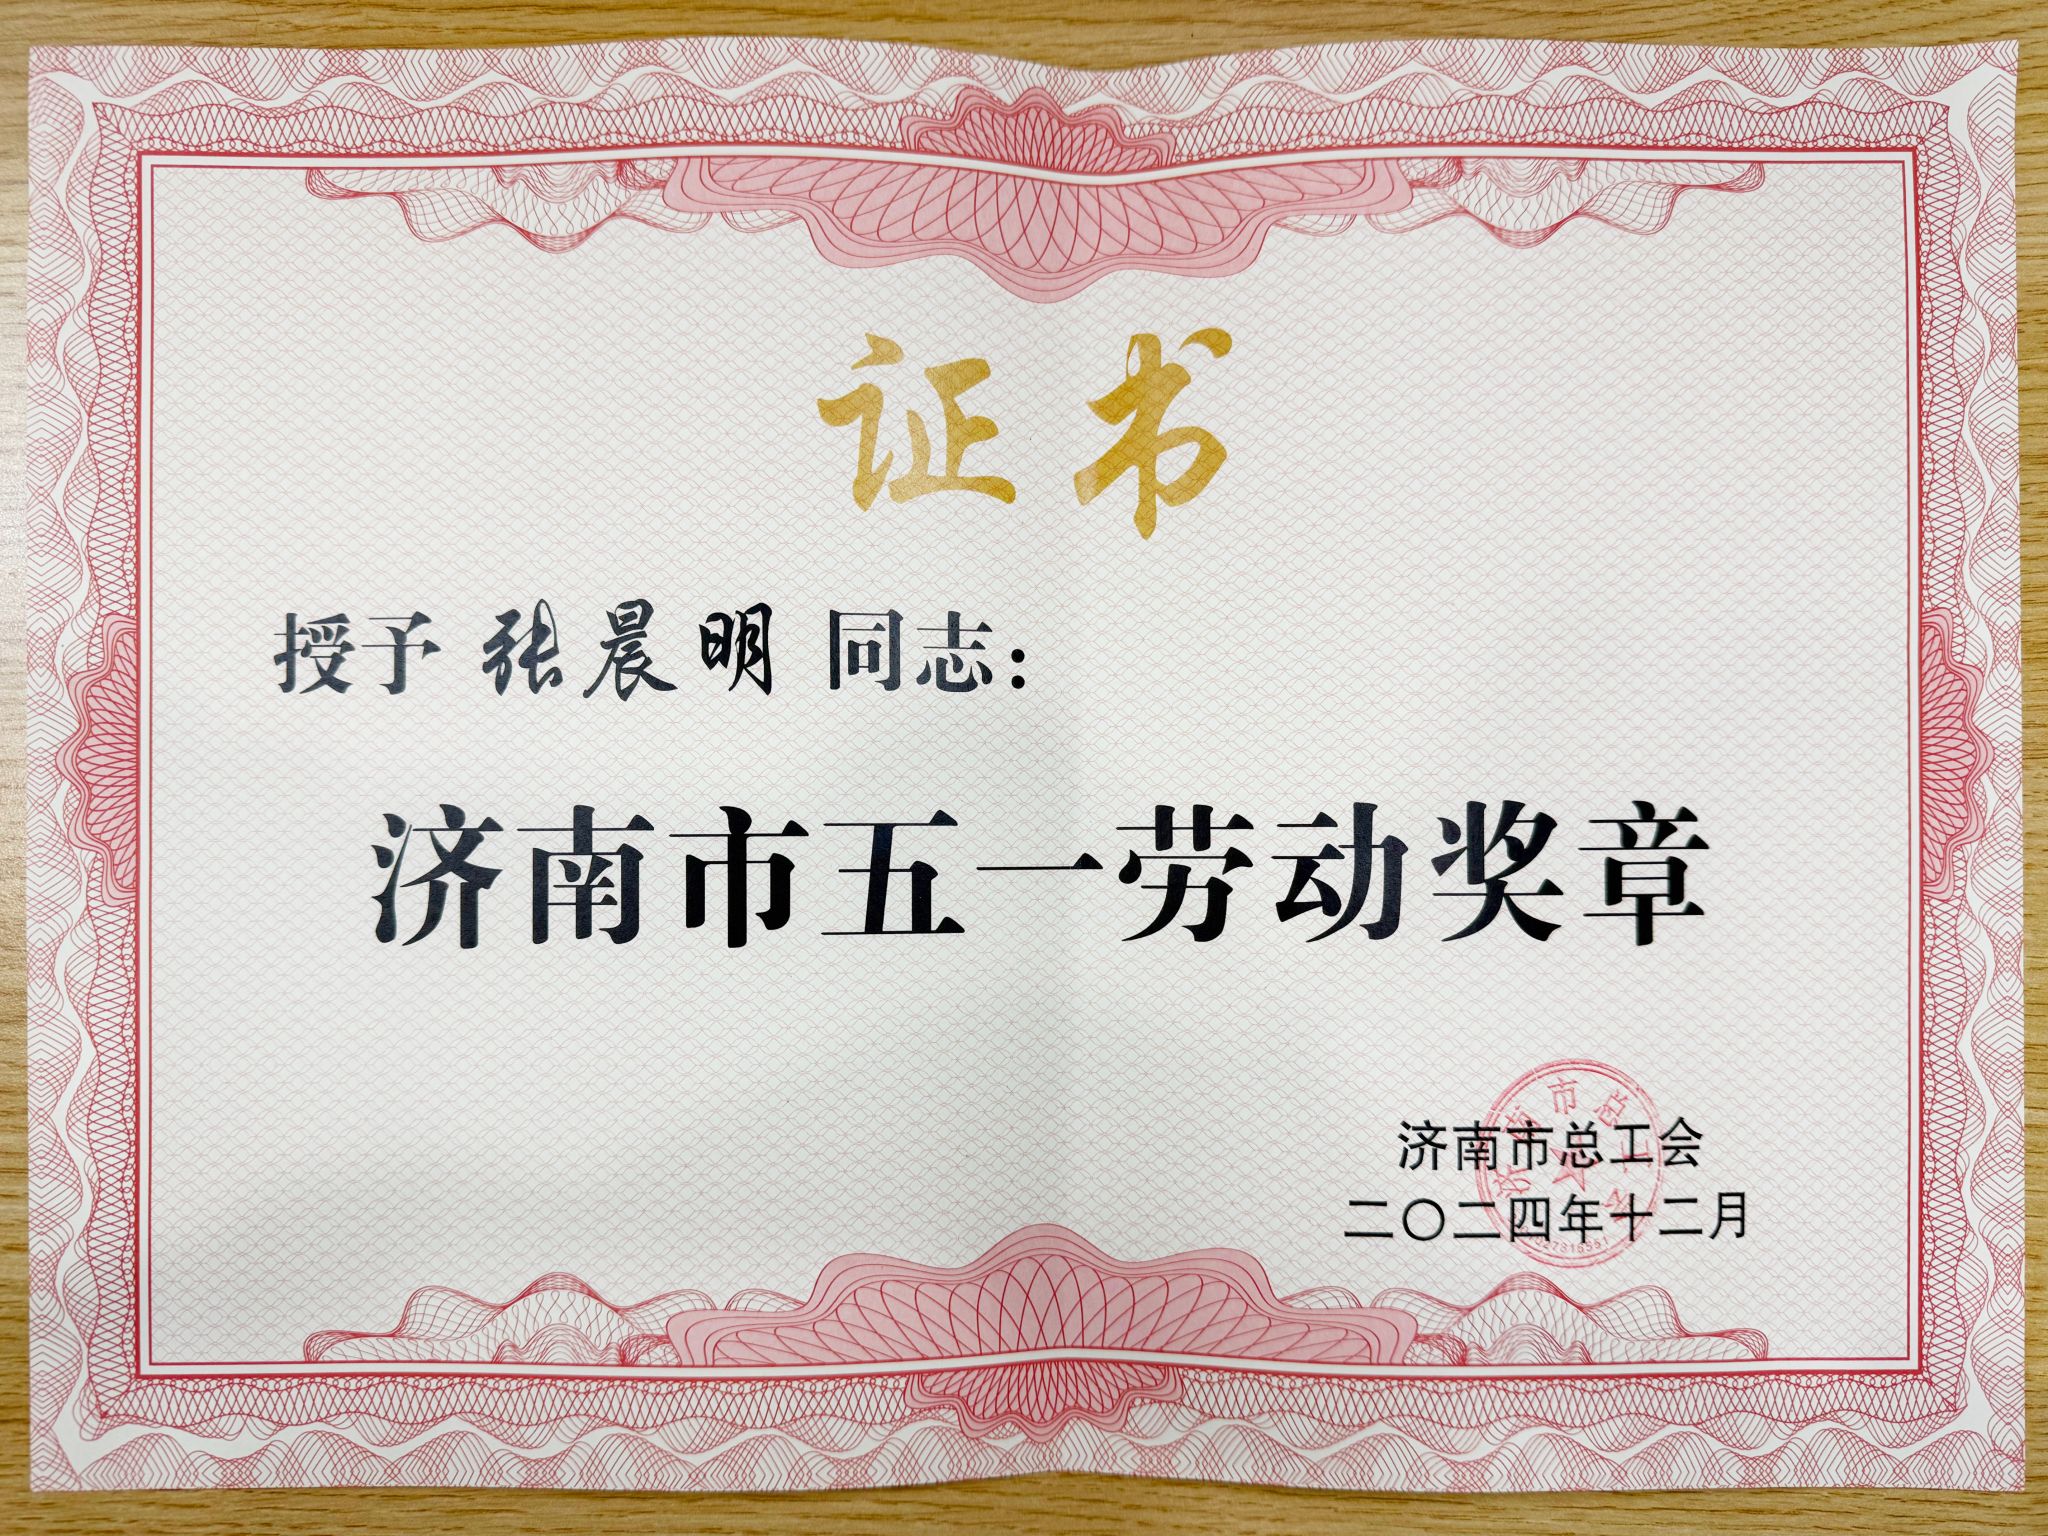 证书
授予 张晨明 同志：
济南市五一劳动奖章
济南市总工会
二〇二四年十二月